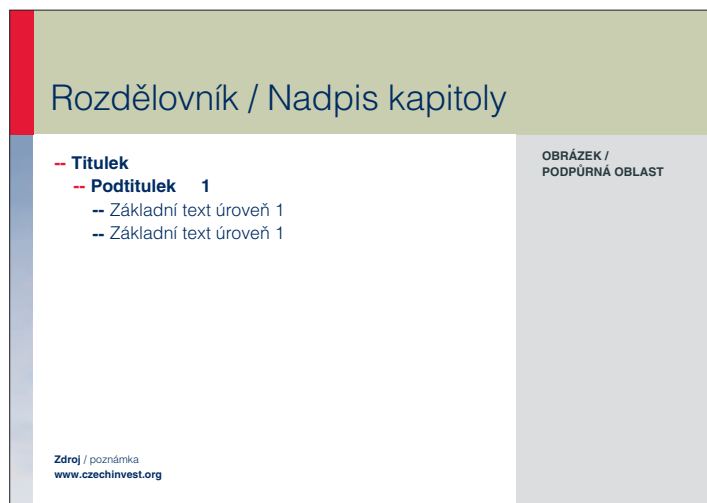 Rozdělovník / Nadpis kapitoly
-- Titulek
-- Podtitulek 1
-- Základní text úroveň 1
-- Základní text úroveň 1
OBRÁZEK /
PODPŮRNÁ OBLAST
Zdroj / poznámka
www.czechinvest.org